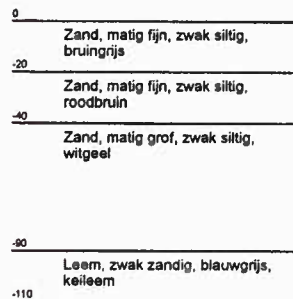 0
Zand, matig fijn, zwak siltig,
bruingrijs
-20
Zand, matig fijn, zwak siltig,
roodbruin
-40
Zand, matig grof, zwak siltig,
witgeel
-90
Leem, zwak zandig, blauwgrijs,
keileem
-110